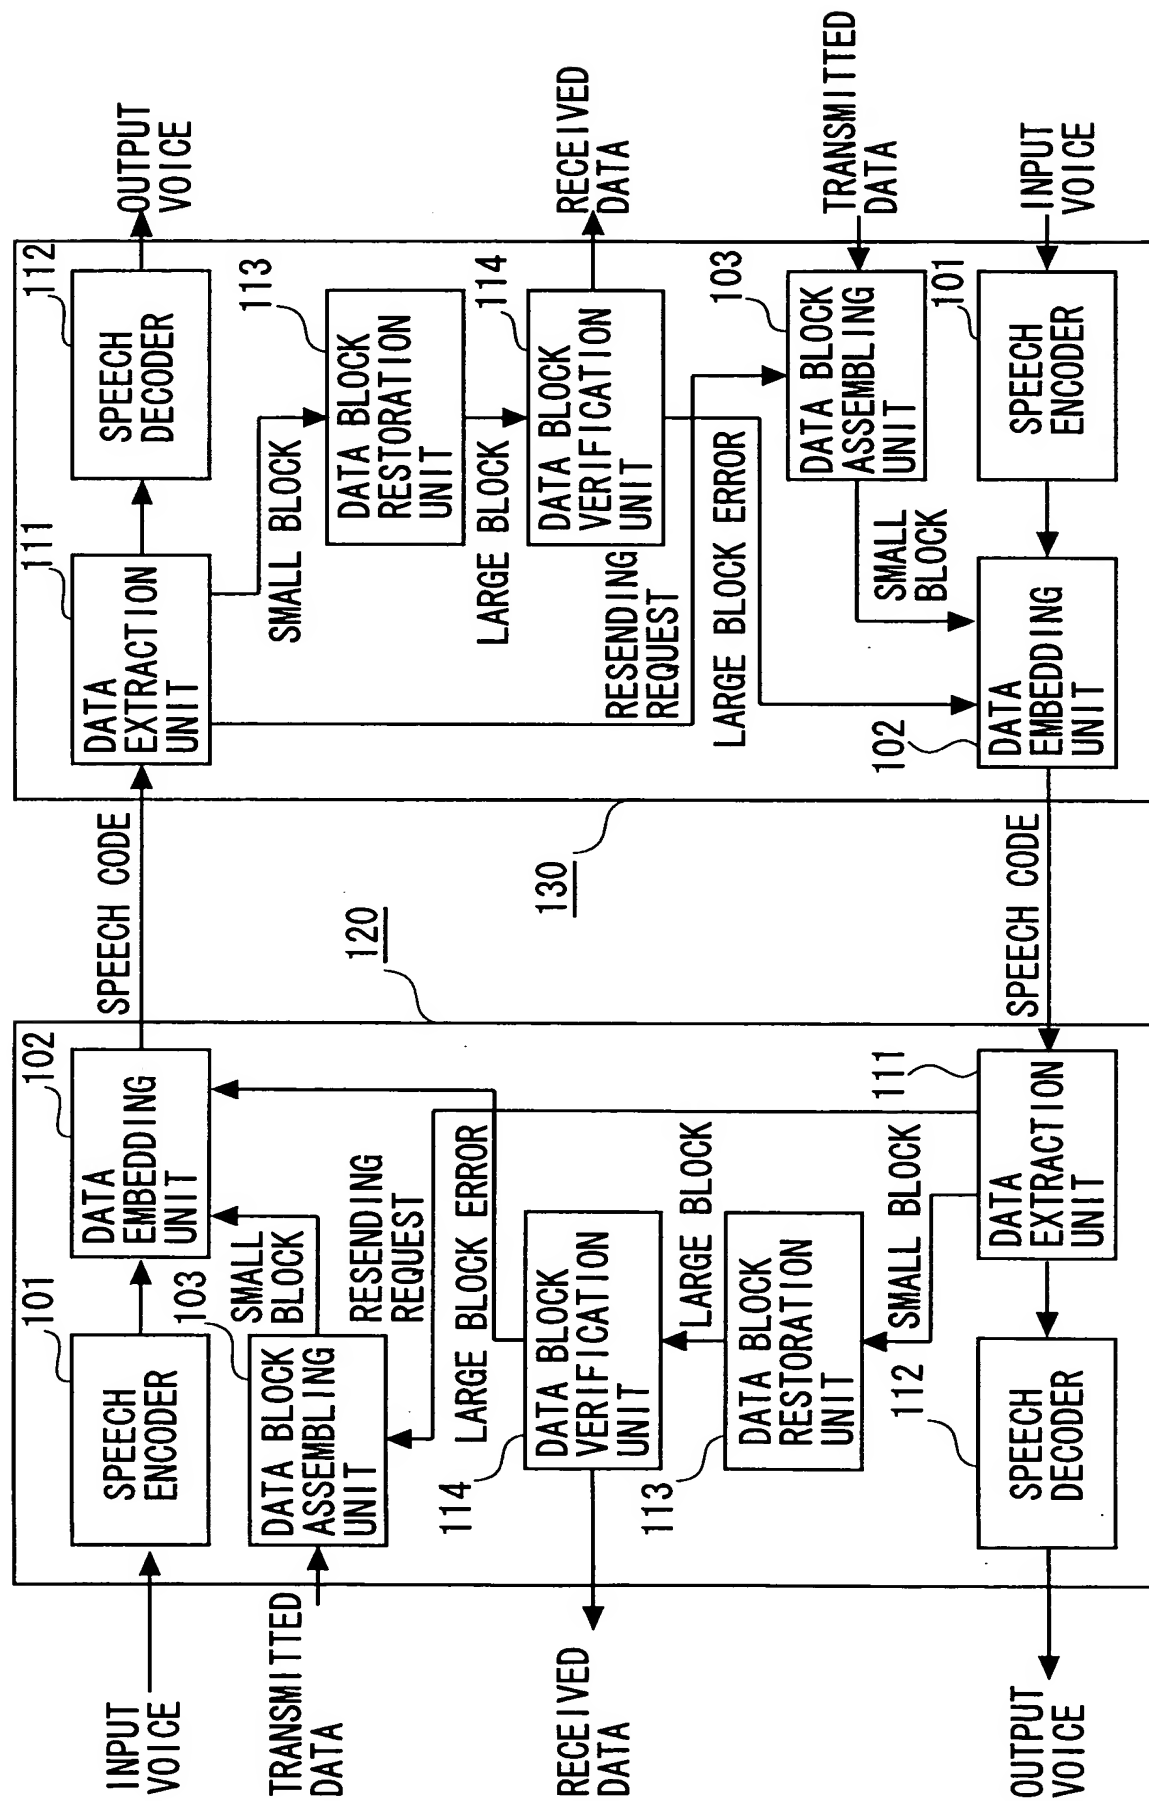 INPUT
VOICE
101
SPEECH
ENCODER
102
DATA
EMBEDDING
UNIT
SPEECH CODE
111
DATA
EXTRACTION
UNIT
112
SPEECH
DECODER
OUTPUT
VOICE
TRANSMITTED
DATA
103
DATA BLOCK
ASSEMBLING
UNIT
SMALL
BLOCK
RESENDING
REQUEST
120
SMALL BLOCK
113
DATA BLOCK
RESTORATION
UNIT
LARGE BLOCK
RECEIVED
DATA
114
DATA BLOCK
VERIFICATION
UNIT
LARGE BLOCK ERROR
130
RESENDING
REQUEST
114
DATA BLOCK
VERIFICATION
UNIT
RECEIVED
DATA
113
DATA BLOCK
RESTORATION
UNIT
LARGE BLOCK
SMALL BLOCK
LARGE BLOCK ERROR
103
DATA BLOCK
ASSEMBLING
UNIT
TRANSMITTED
DATA
SMALL
BLOCK
OUTPUT
VOICE
112
SPEECH
DECODER
111
DATA
EXTRACTION
UNIT
SPEECH CODE
102
DATA
EMBEDDING
UNIT
101
SPEECH
ENCODER
INPUT
VOICE